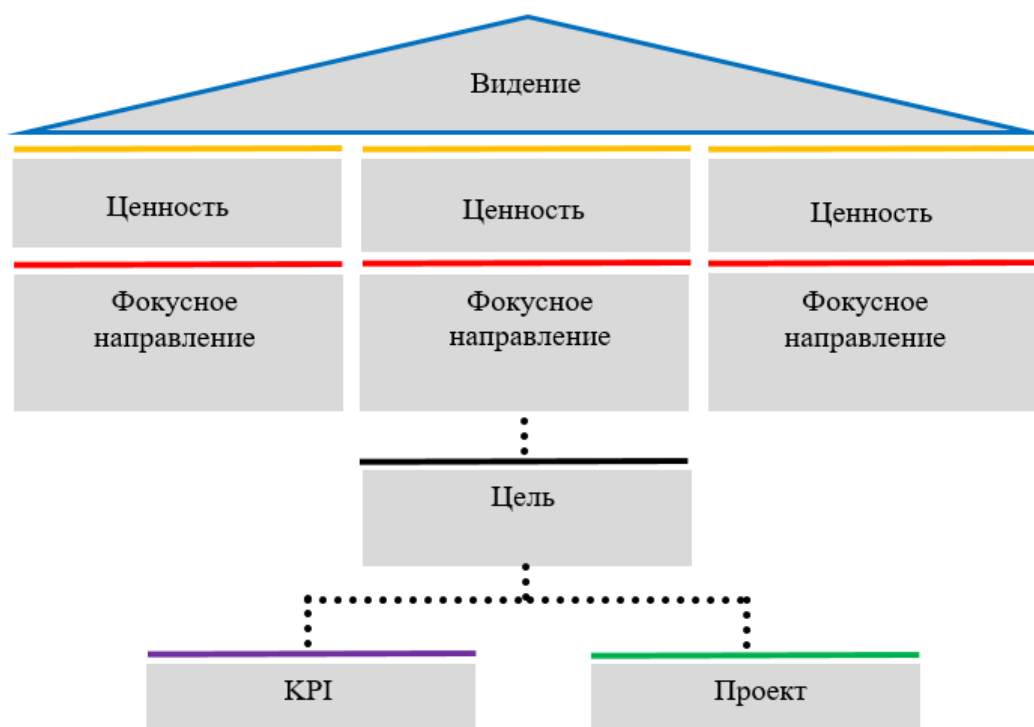 Видение
Ценность
Ценность
Ценность
Фокусное
направление
Фокусное
направление
Фокусное
направление
Цель
KPI
Проект